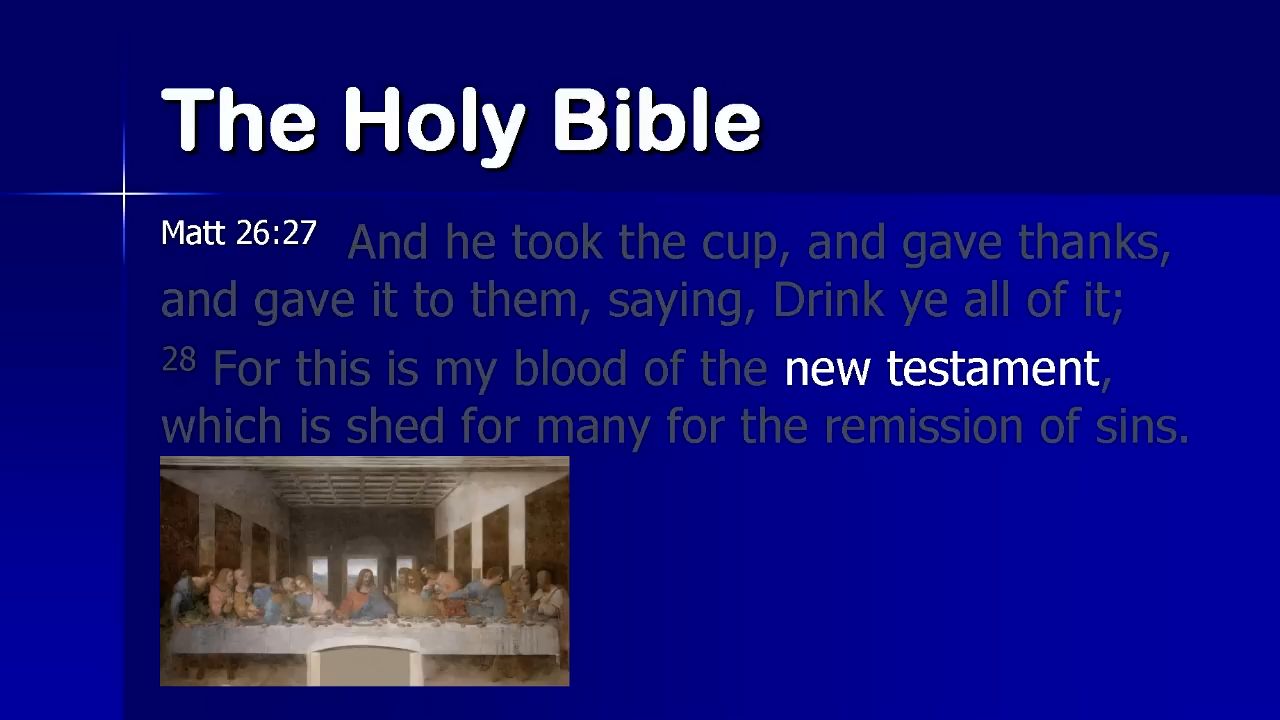 The Holy Bible
Matt 26:27 And he took the cup, and gave thanks,
and gave it to them, saying, Drink ye all of it;
28 For this is my blood of the new testament,
which is shed for many for the remission of sins.